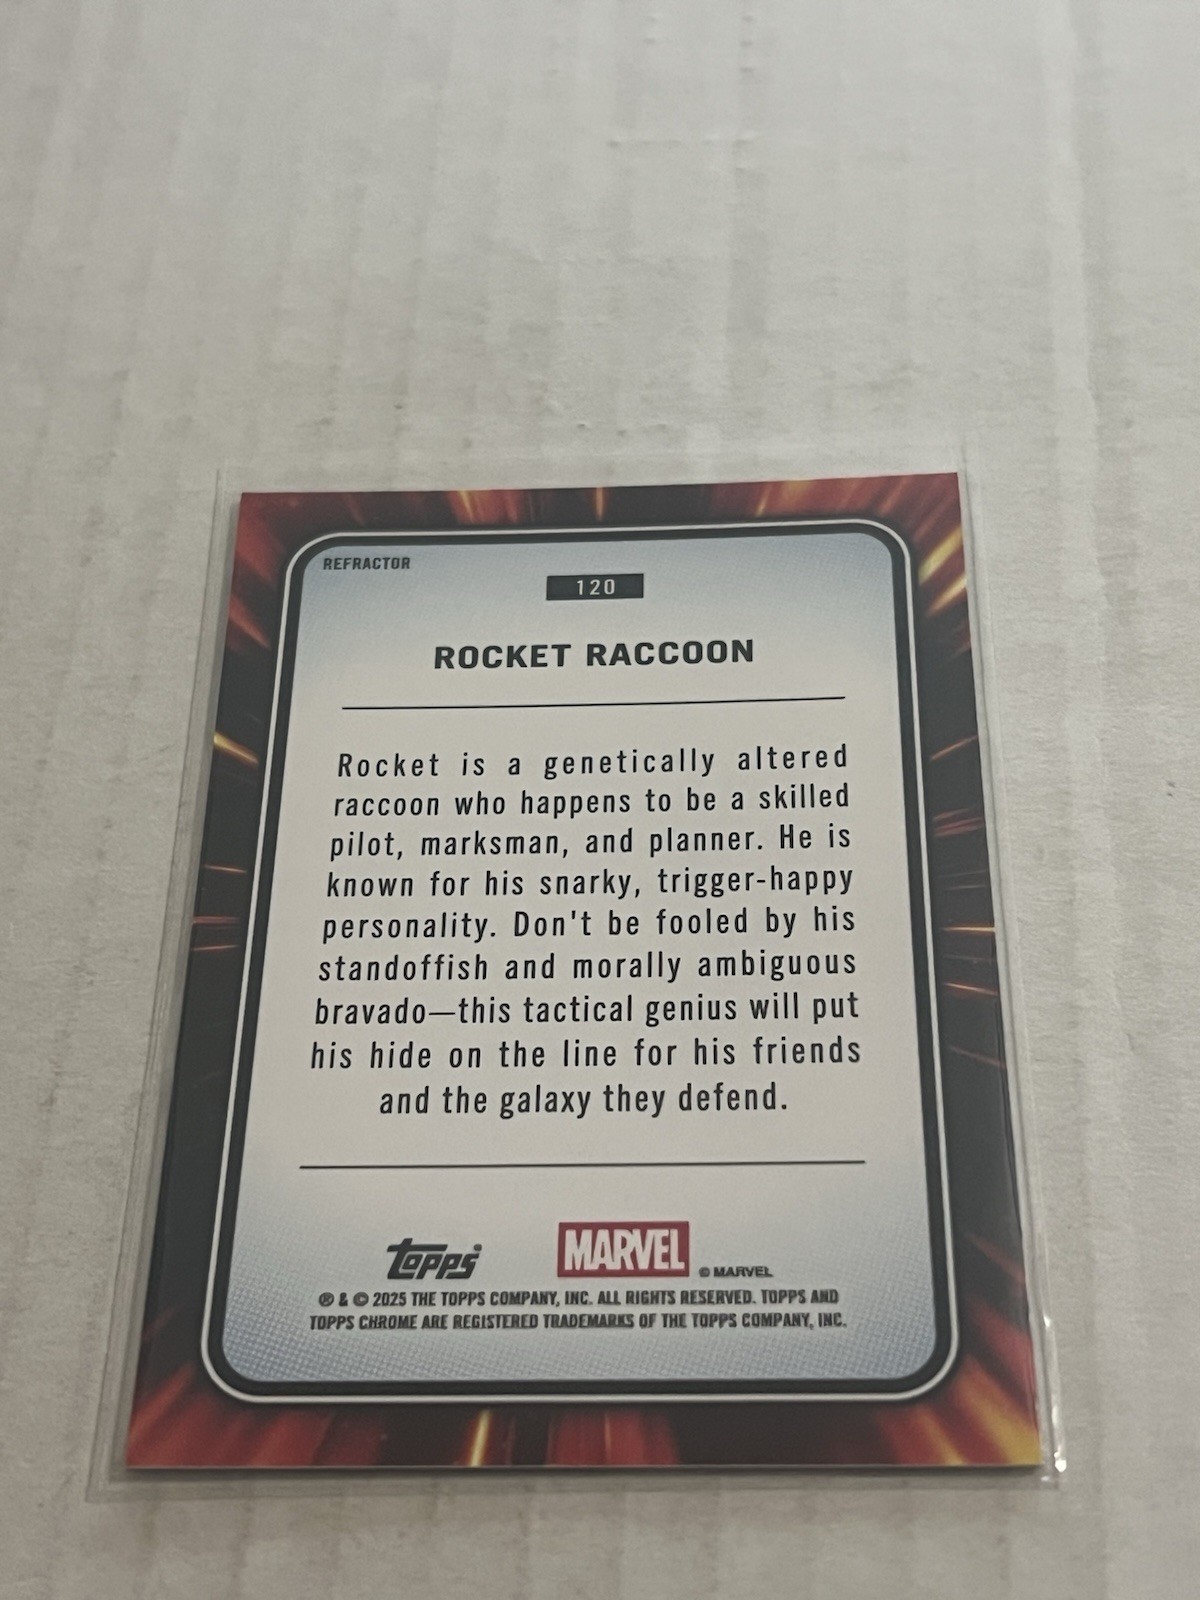 REFRACTOR
120
ROCKET RACCOON
Rocket is a genetically altered
raccoon who happens to be a skilled
pilot, marksman, and planner. He is
known for his snarky, trigger-happy
personality. Don't be fooled by his
standoffish and morally ambiguous
bravado—this tactical genius will put
his hide on the line for his friends
and the galaxy they defend.
topps MARVEL © MARVEL
® & © 2025 THE TOPPS COMPANY, INC. ALL RIGHTS RESERVED. TOPPS AND
TOPPS CHROME ARE REGISTERED TRADEMARKS OF THE TOPPS COMPANY, INC.